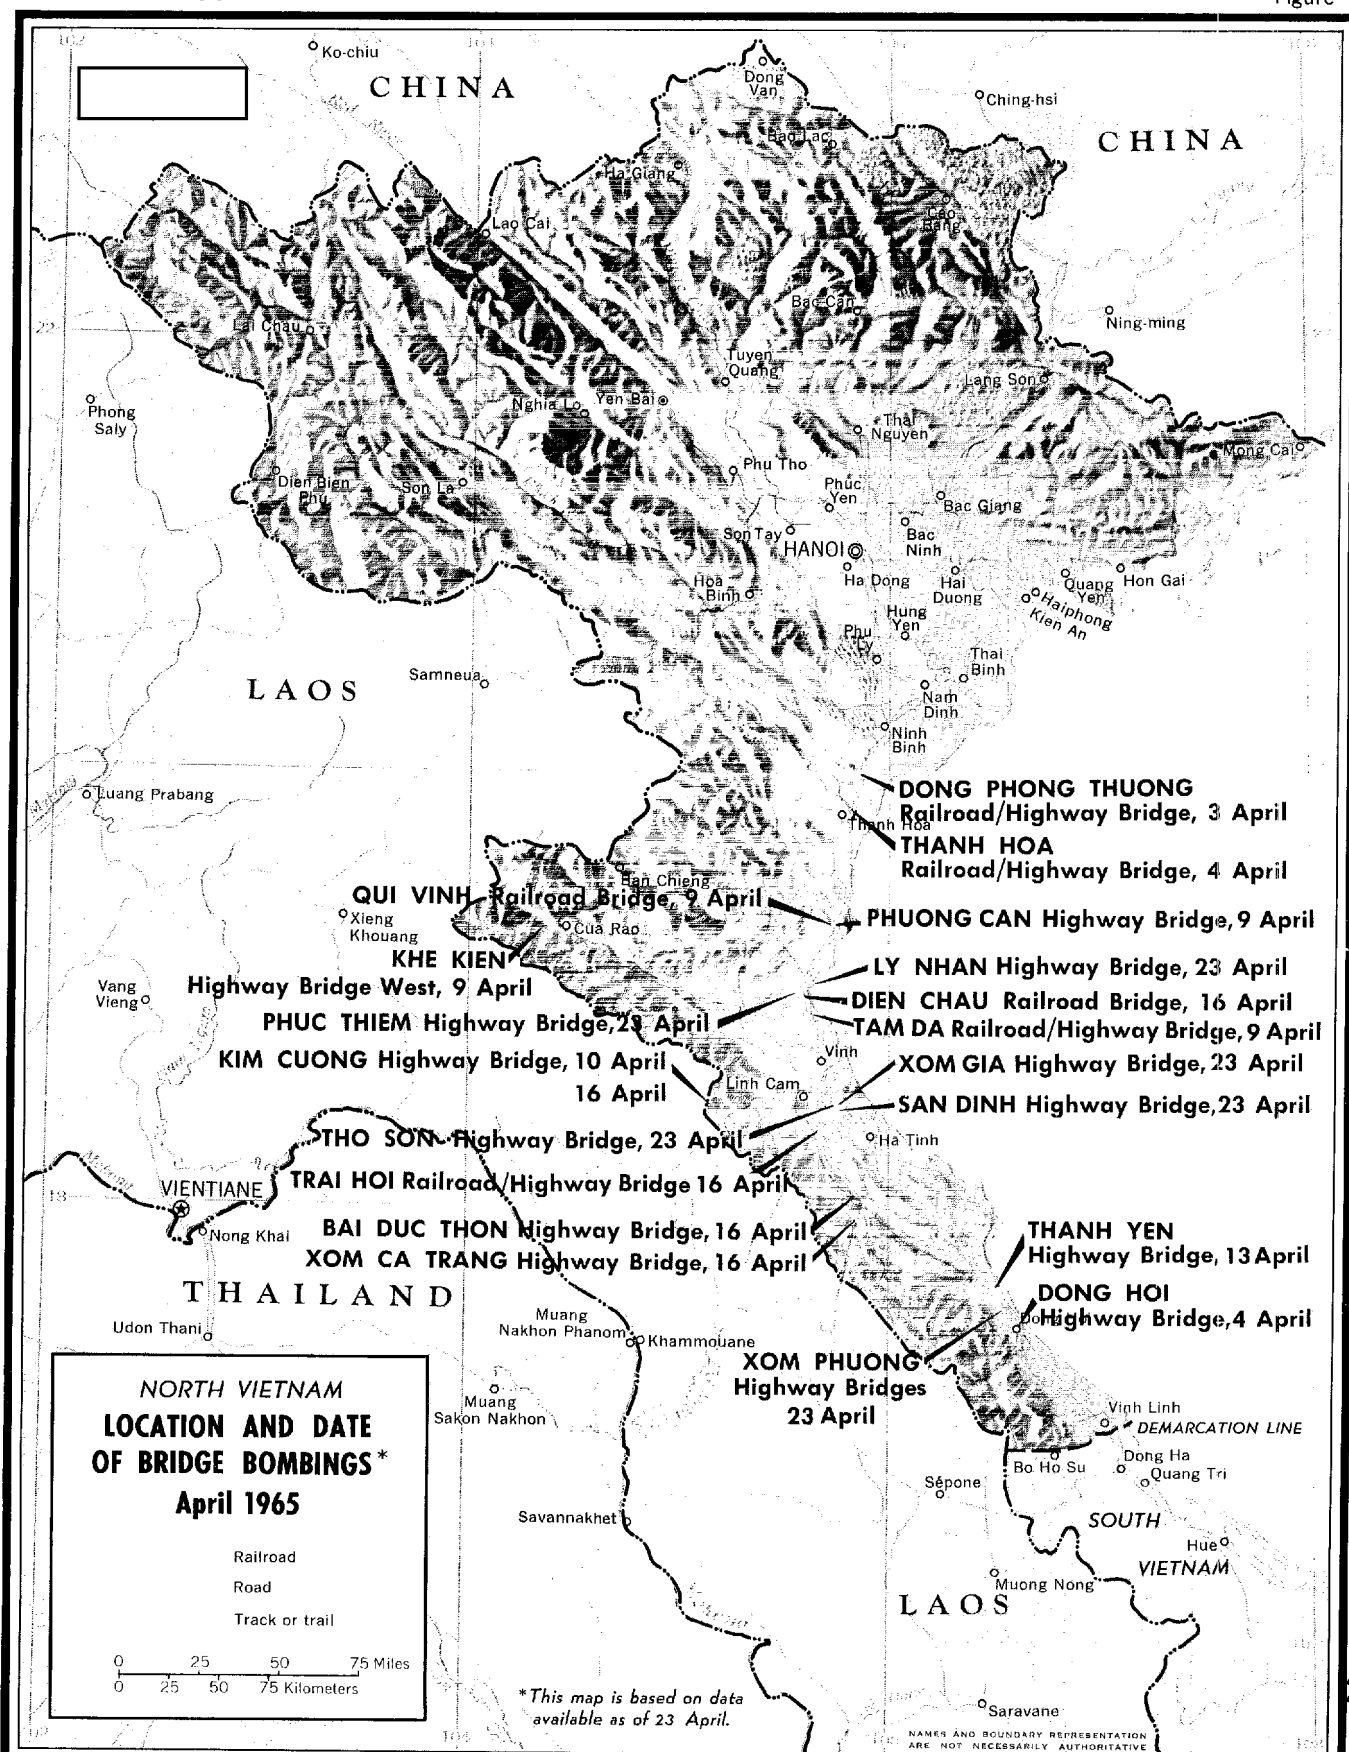 Figure
Ko-chiu
CHINA
Dong
Van
Ching-hsi
CHINA
Bao Lac
Ha Giang
Cao
Bang
Lao Cai
Bac Can
Ning-ming
22
Lai Chau
Tuyen
Quang
Lang Son
Phong
Saly
Nghia Lo
Yen Bai
Thai
Nguyen
Mong Cai
Dien Bien
Phu
Son La
Phu Tho
Phúc
Yen
Bac Giang
Son Tay
HANOI
Bac
Ninh
Ha Dong
Hai
Duong
Quang
Yen
Hon Gai
Haiphong
Kien An
Hoa
Binh
Hung
Yen
Phu
Ly
Thai
Binh
Samneua
LAOS
Nam
Dinh
Ninh
Binh
Luang Prabang
DONG PHONG THUONG
Railroad/Highway Bridge, 3 April
Thanh Hoa
THANH HOA
Railroad/Highway Bridge, 4 April
Ban Chieng
QUI VINH Railroad Bridge, 9 April
PHUONG CAN Highway Bridge, 9 April
Xieng
Khouang
Cua Rao
KHE KIEN
Highway Bridge West, 9 April
LY NHAN Highway Bridge, 23 April
Vang
Vieng
DIEN CHAU Railroad Bridge, 16 April
PHUC THIEM Highway Bridge, 23 April
TAM DA Railroad/Highway Bridge, 9 April
KIM CUONG Highway Bridge, 10 April
16 April
Vinh
XOM GIA Highway Bridge, 23 April
Linh Cam
SAN DINH Highway Bridge, 23 April
THO SON Highway Bridge, 23 April
Ha Tinh
TRAI HOI Railroad/Highway Bridge 16 April
18
VIENTIANE
Nong Khai
BAI DUC THON Highway Bridge, 16 April
XOM CA TRANG Highway Bridge, 16 April
THANH YEN
Highway Bridge, 13 April
THAILAND
DONG HOI
Highway Bridge, 4 April
Udon Thani
Muang
Nakhon Phanom
Khammouane
XOM PHUONG
Highway Bridges
23 April
Muang
Sakon Nakhon
Vinh Linh
DEMARCATION LINE
Bo Ho Su
Dong Ha
Quang Tri
Sépone
Savannakhet
SOUTH
VIETNAM
Hue
Muong Nong
LAOS
Saravane
NORTH VIETNAM
LOCATION AND DATE
OF BRIDGE BOMBINGS*
April 1965
Railroad
Road
Track or trail
0 25 50 75 Miles
0 25 50 75 Kilometers
*This map is based on data
available as of 23 April.
NAMES AND BOUNDARY REPRESENTATION
ARE NOT NECESSARILY AUTHORITATIVE